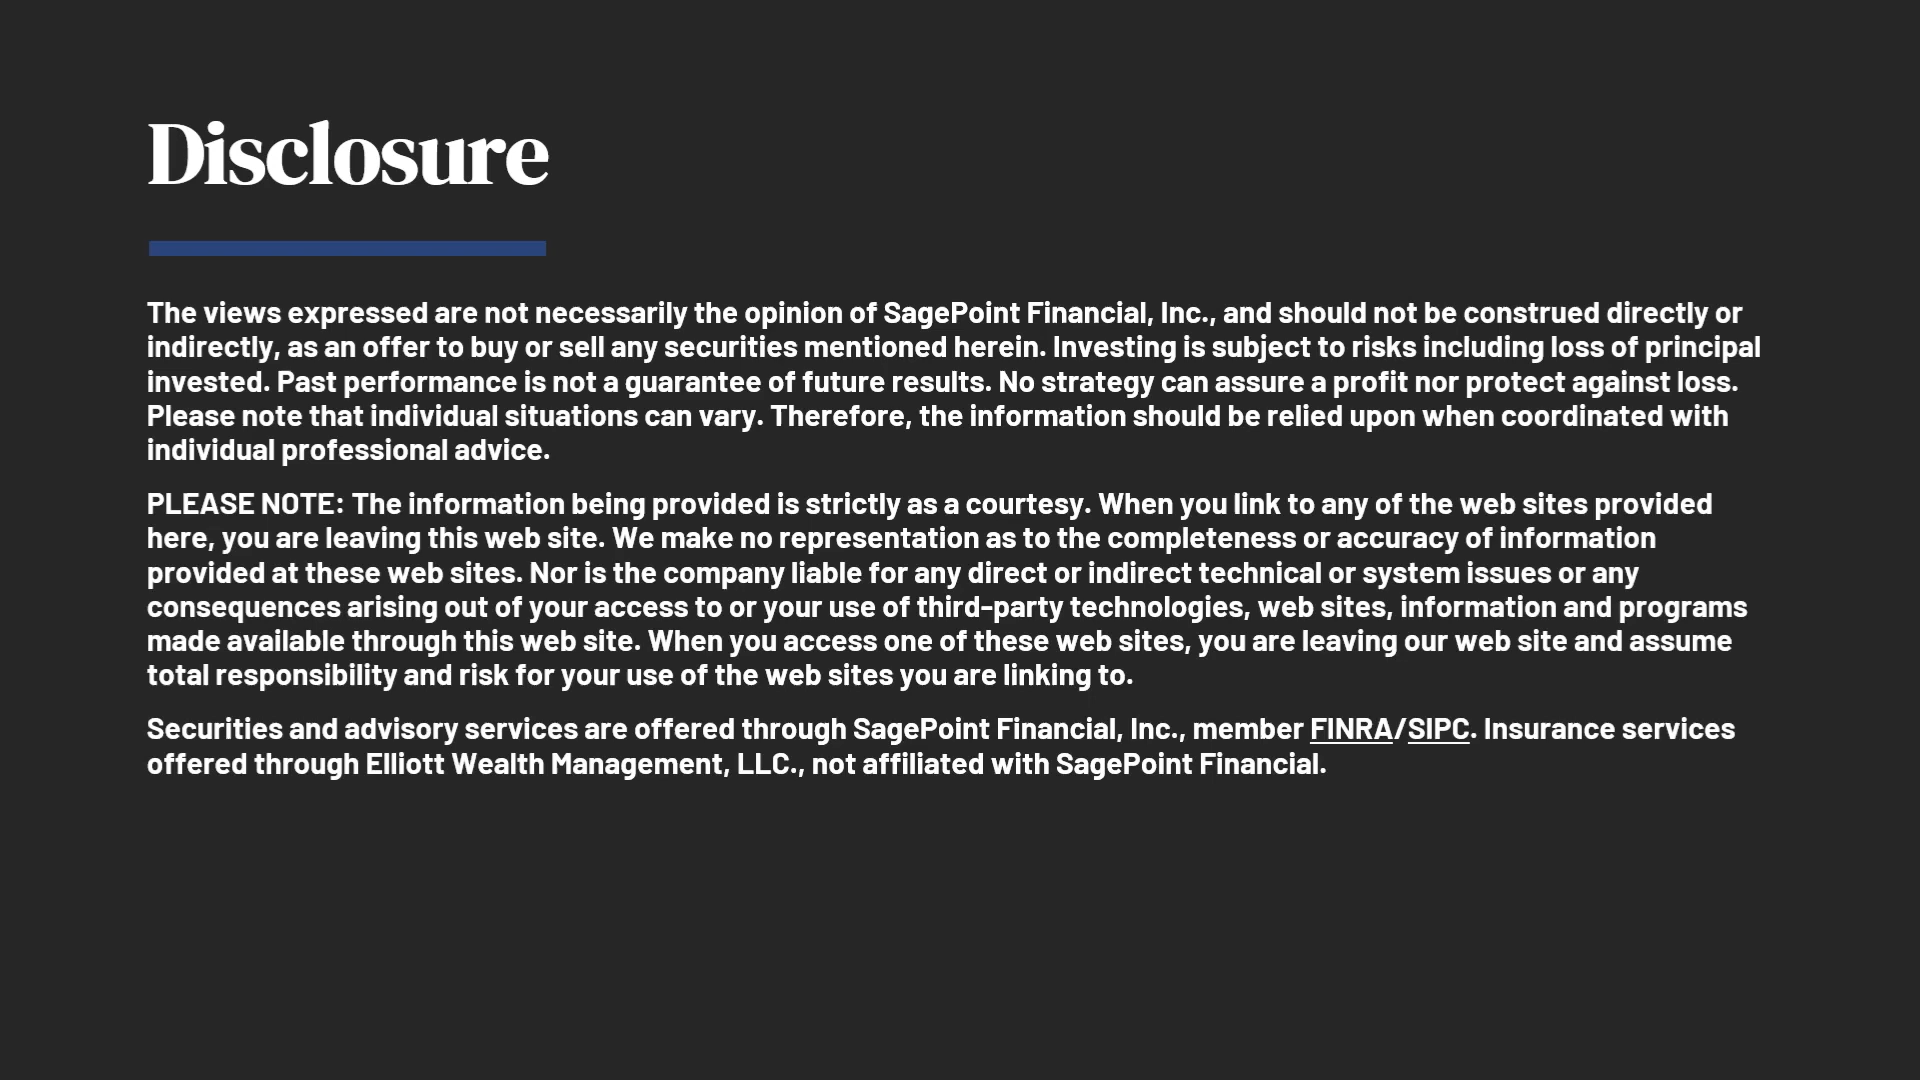 Disclosure
The views expressed are not necessarily the opinion of SagePoint Financial, Inc., and should not be construed directly or
indirectly, as an offer to buy or sell any securities mentioned herein. Investing is subject to risks including loss of principal
invested. Past performance is not a guarantee of future results. No strategy can assure a profit nor protect against loss.
Please note that individual situations can vary. Therefore, the information should be relied upon when coordinated with
individual professional advice.
PLEASE NOTE: The information being provided is strictly as a courtesy. When you link to any of the web sites provided
here, you are leaving this web site. We make no representation as to the completeness or accuracy of information
provided at these web sites. Nor is the company liable for any direct or indirect technical or system issues or any
consequences arising out of your access to or your use of third-party technologies, web sites, information and programs
made available through this web site. When you access one of these web sites, you are leaving our web site and assume
total responsibility and risk for your use of the web sites you are linking to.
Securities and advisory services are offered through SagePoint Financial, Inc., member FINRA/SIPC. Insurance services
offered through Elliott Wealth Management, LLC., not affiliated with SagePoint Financial.